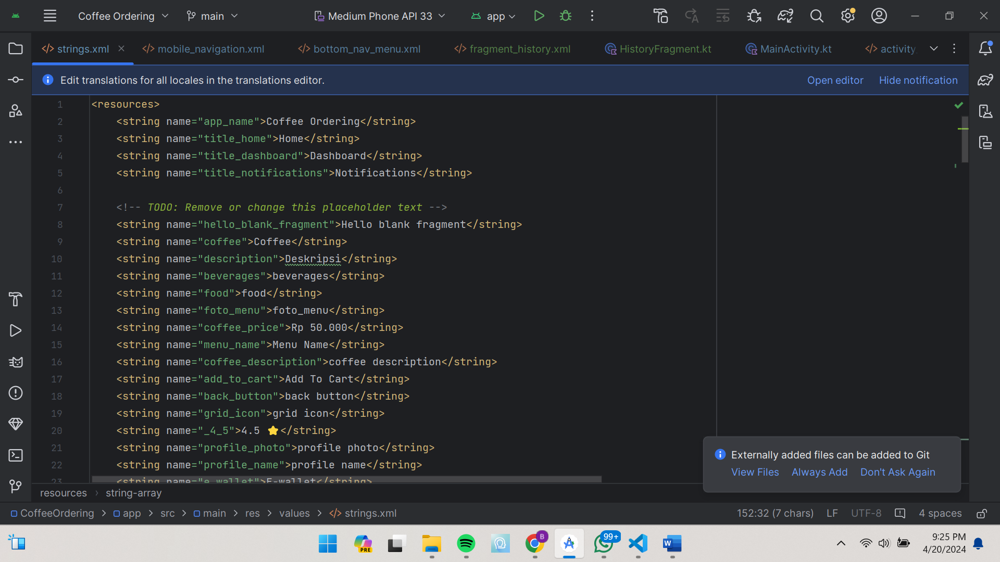 Coffee Ordering main Medium Phone API 33 app
strings.xml mobile_navigation.xml bottom_nav_menu.xml fragment_history.xml HistoryFragment.kt MainActivity.kt activity_
Edit translations for all locales in the translations editor. Open editor Hide notification
1 <resources>
2 <string name="app_name">Coffee Ordering</string>
3 <string name="title_home">Home</string>
4 <string name="title_dashboard">Dashboard</string>
5 <string name="title_notifications">Notifications</string>
6
7 <!-- TODO: Remove or change this placeholder text -->
8 <string name="hello_blank_fragment">Hello blank fragment</string>
9 <string name="coffee">Coffee</string>
10 <string name="description">Deskripsi</string>
11 <string name="beverages">beverages</string>
12 <string name="food">food</string>
13 <string name="foto_menu">foto_menu</string>
14 <string name="coffee_price">Rp 50.000</string>
15 <string name="menu_name">Menu Name</string>
16 <string name="coffee_description">coffee description</string>
17 <string name="add_to_cart">Add To Cart</string>
18 <string name="back_button">back button</string>
19 <string name="grid_icon">grid icon</string>
20 <string name="_4_5">4.5 ⭐</string>
21 <string name="profile_photo">profile photo</string>
22 <string name="profile_name">profile name</string>
23 <string name="e_wallet">E-wallet</string>
Externally added files can be added to Git
View Files Always Add Don't Ask Again
resources > string-array
CoffeeOrdering > app > src > main > res > values > strings.xml 152:32 (7 chars) LF UTF-8 4 spaces
PRE
B
99+
W
9:25 PM
4/20/2024